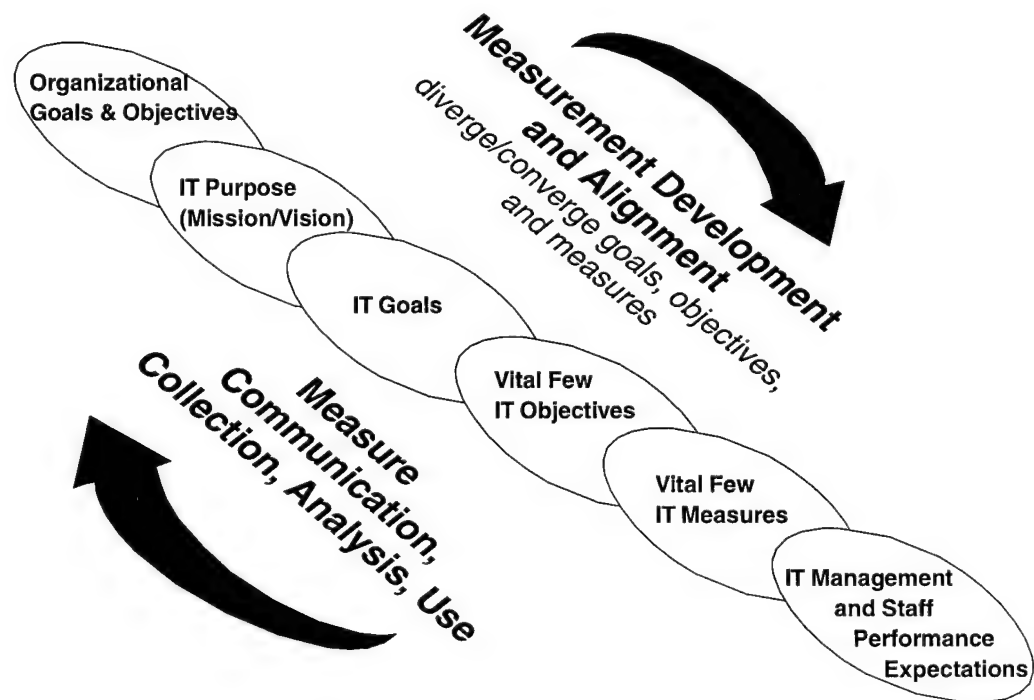 Organizational
Goals & Objectives
IT Purpose
(Mission/Vision)
IT Goals
Vital Few
IT Objectives
Vital Few
IT Measures
IT Management
and Staff
Performance
Expectations
Measurement Development
and Alignment
diverge/converge goals, objectives,
and measures
Measure
Communication,
Collection, Analysis, Use